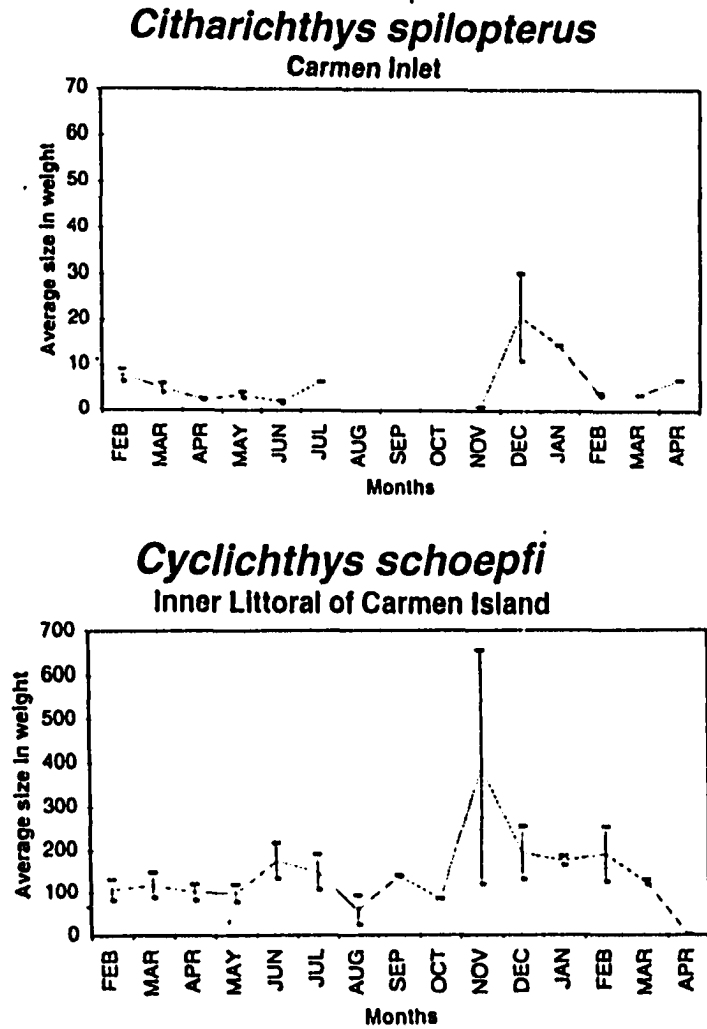 Citharichthys spilopterus
Carmen Inlet
Average size in weight
70
60
50
40
30
20
10
0
FEB MAR APR MAY JUN JUL AUG SEP OCT NOV DEC JAN FEB MAR APR
Months
Cyclichthys schoepfi
Inner Littoral of Carmen Island
Average size in weight
700
600
500
400
300
200
100
0
FEB MAR APR MAY JUN JUL AUG SEP OCT NOV DEC JAN FEB MAR APR
Months